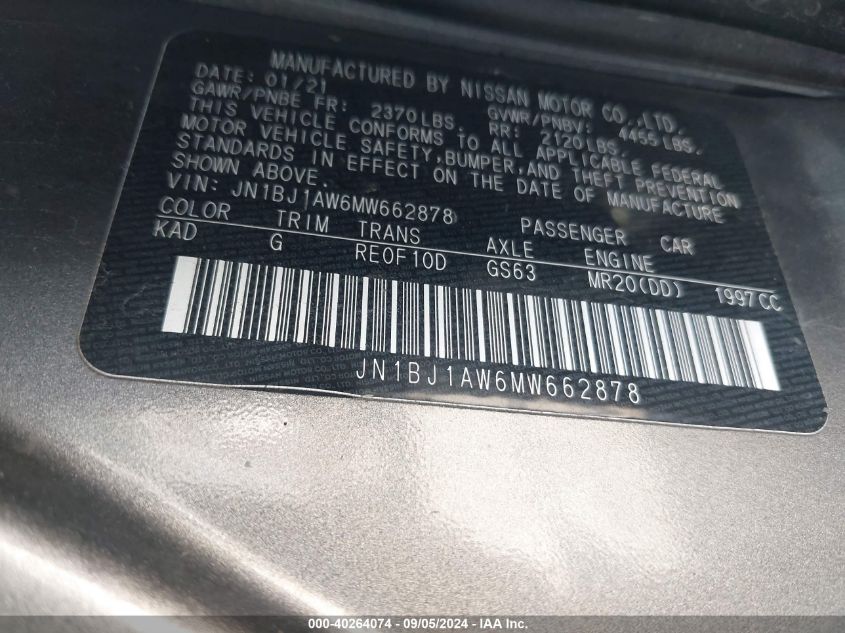 MANUFACTURED BY NISSAN MOTOR CO.,LTD.
DATE: 01/21 GVWR/PNBV: 4455 LBS.
GAWR/PNBE FR: 2370LBS. RR: 2120LBS.
THIS VEHICLE CONFORMS TO ALL APPLICABLE FEDERAL
MOTOR VEHICLE SAFETY,BUMPER,AND THEFT PREVENTION
STANDARDS IN EFFECT ON THE DATE OF MANUFACTURE
SHOWN ABOVE.
VIN: JN1BJ1AW6MW662878 PASSENGER CAR
COLOR TRIM TRANS AXLE ENGINE
KAD G RE0F10D GS63 MR20(DD) 1997CC
JN1BJ1AW6MW662878
000-40264074 - 09/05/2024 - IAA Inc.